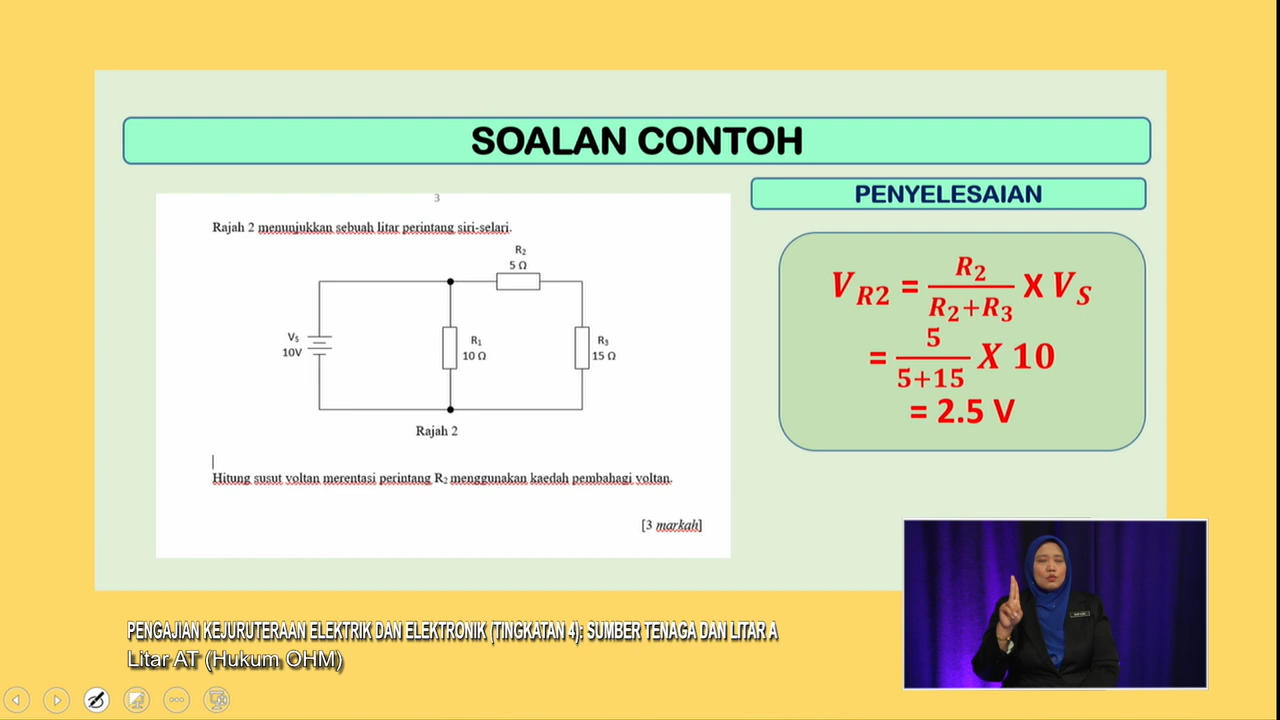 SOALAN CONTOH
3
Rajah 2 menunjukkan sebuah litar perintang siri-selari.
R₂
5 Ω
Vs
10V
R₁
10 Ω
R₃
15 Ω
Rajah 2
Hitung susut voltan merentasi perintang R₂ menggunakan kaedah pembahagi voltan.
[3 markah]
PENYELESAIAN
V_R2 = R₂/(R₂+R₃) X V_S
= 5/(5+15) X 10
= 2.5 V
PENGAJIAN KEJURUTERAAN ELEKTRIK DAN ELEKTRONIK (TINGKATAN 4): SUMBER TENAGA DAN LITAR A
Litar AT (Hukum OHM)